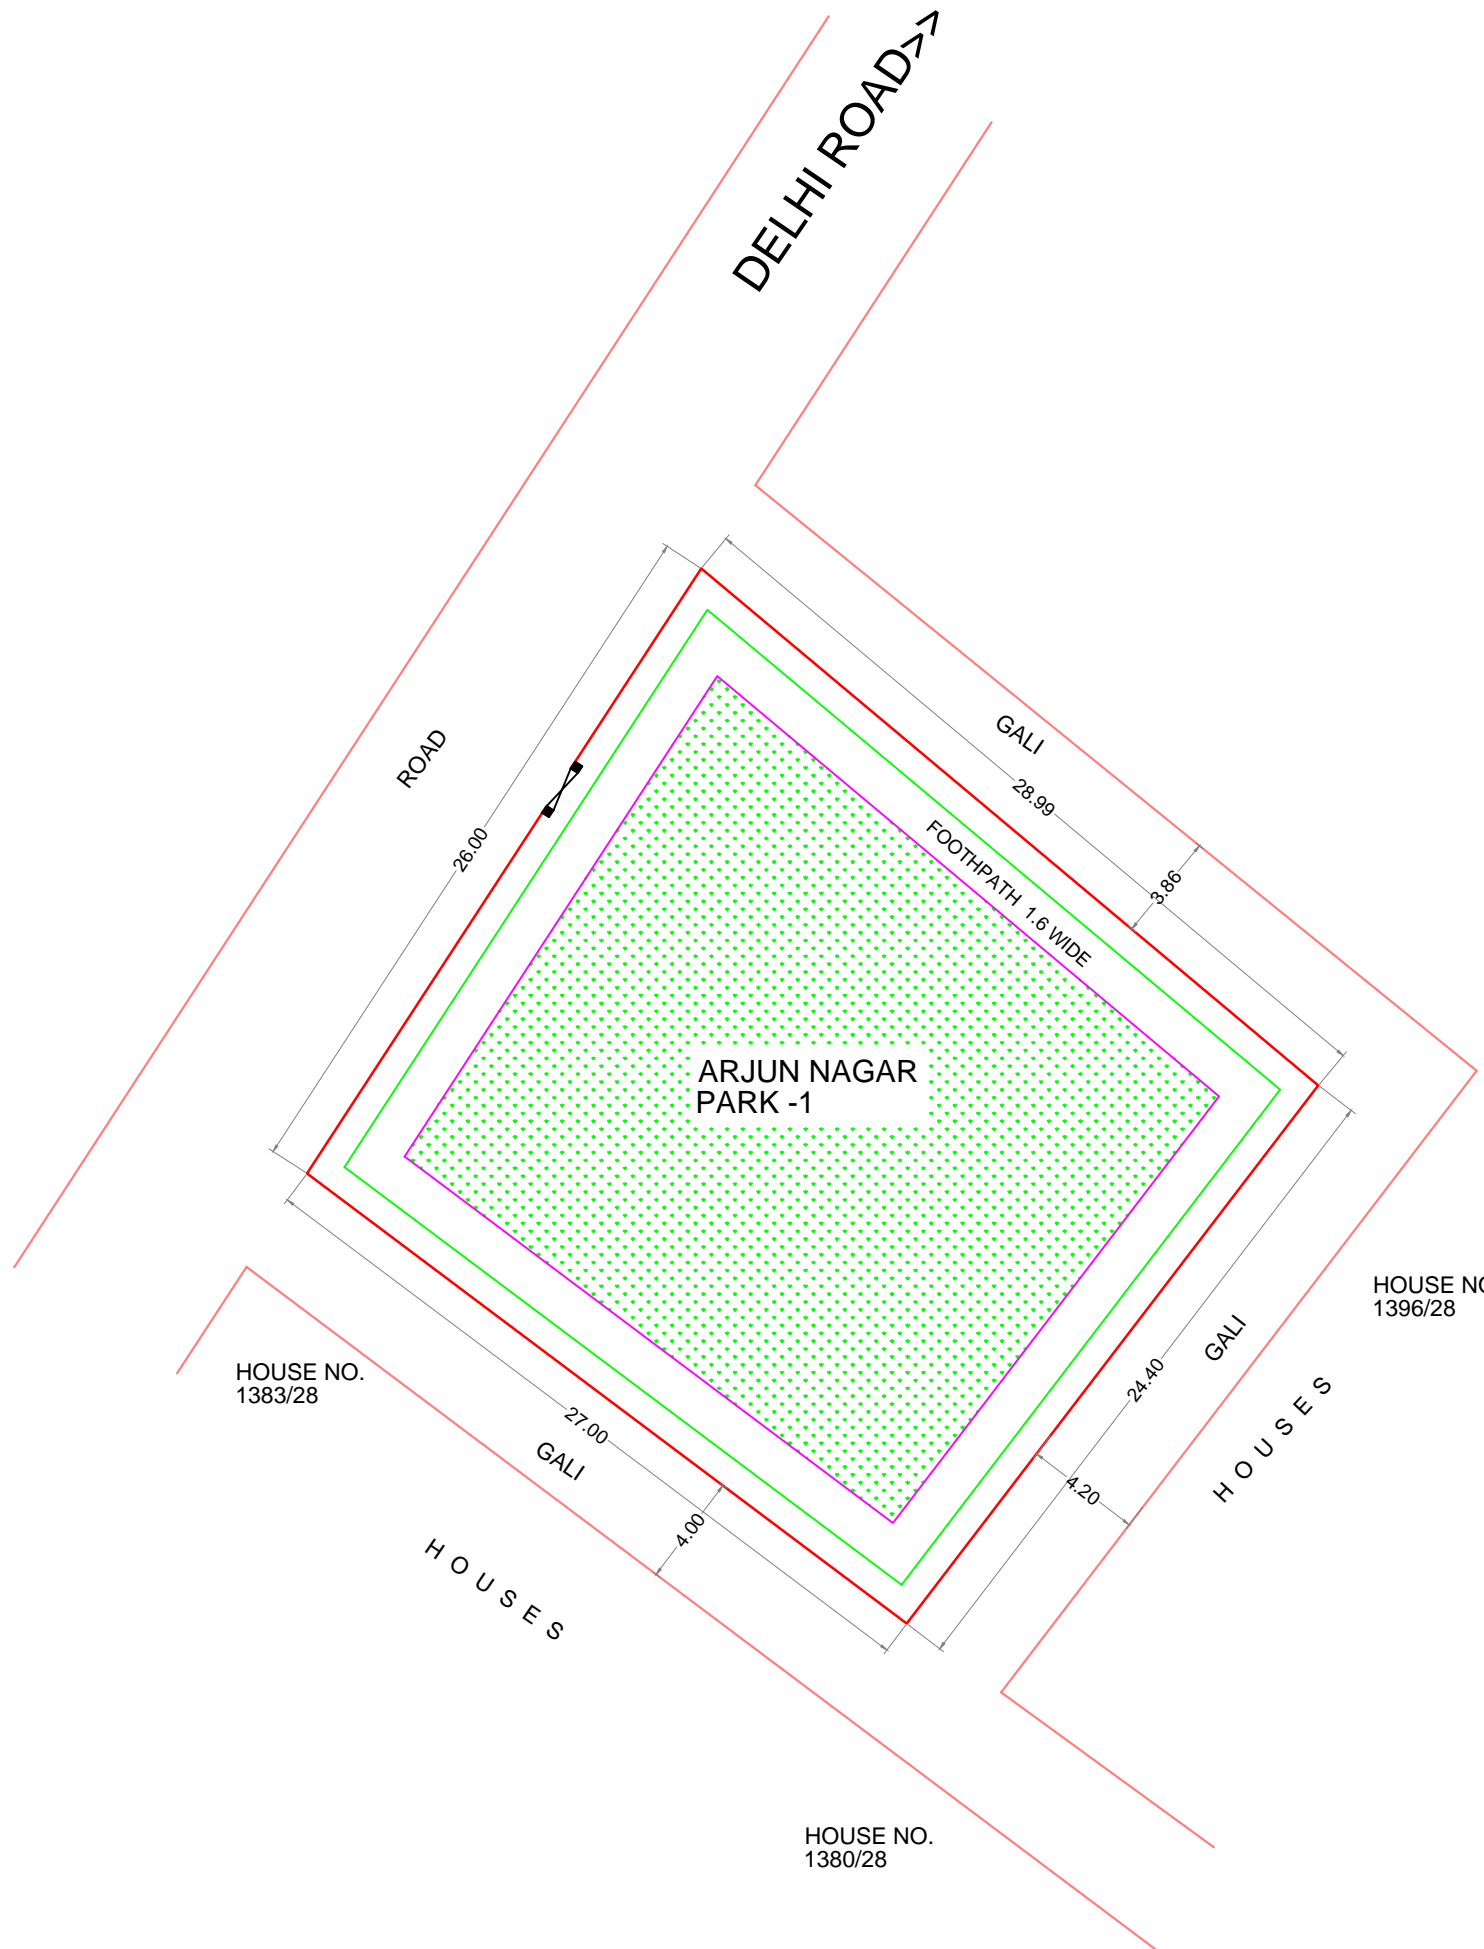 DELHI ROAD>>
ROAD
26.00
GALI
28.99
3.86
FOOTHPATH 1.6 WIDE
ARJUN NAGAR
PARK -1
HOUSE NO
1396/28
GALI
24.40
HOUSES
4.20
HOUSE NO.
1383/28
27.00
GALI
4.00
HOUSES
HOUSE NO.
1380/28